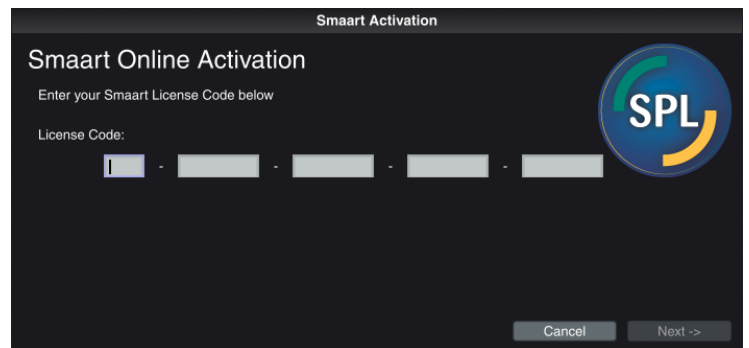 Smaart Activation
Smaart Online Activation
Enter your Smaart License Code below
SPL
License Code:
- - - -
Cancel Next ->